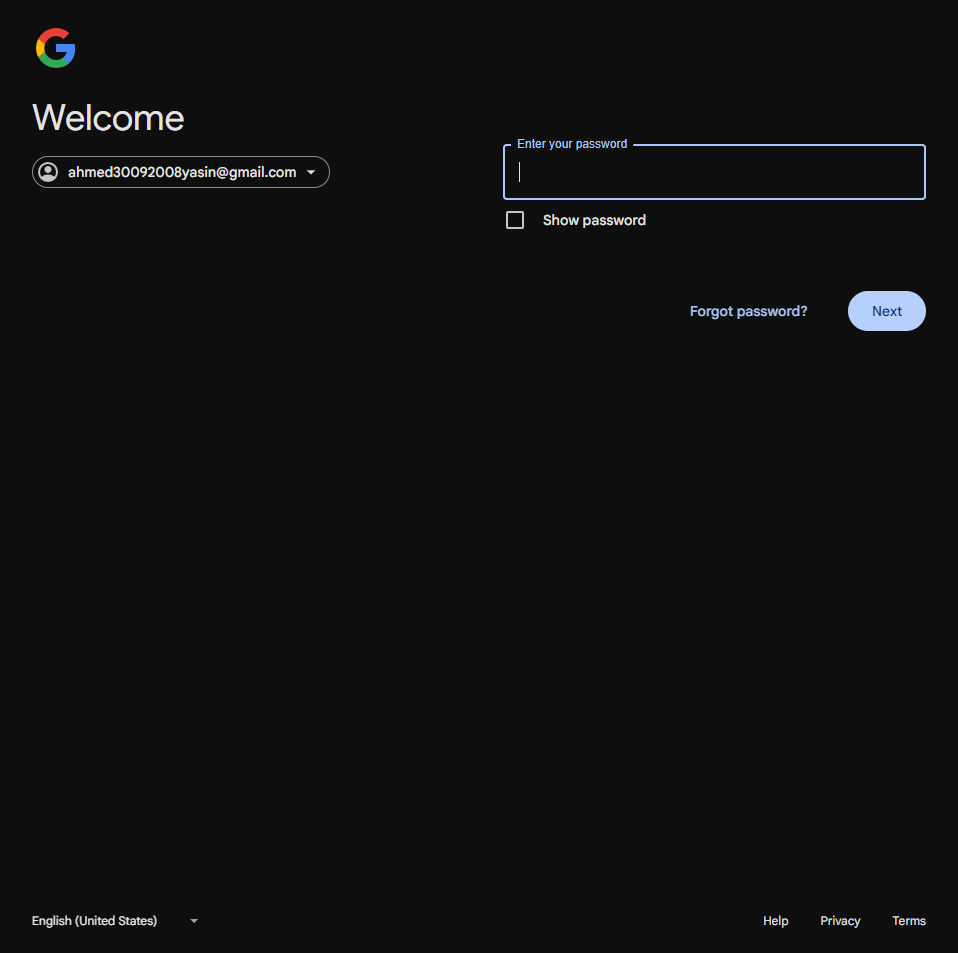 Welcome
ahmed30092008yasin@gmail.com
Enter your password
Show password
Forgot password?
Next
English (United States)
Help
Privacy
Terms